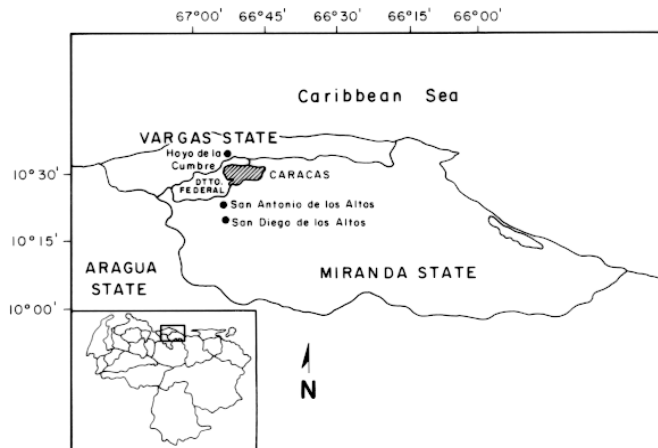 67°00' 66°45' 66°30' 66°15' 66°00'
Caribbean Sea
VARGAS STATE
Hoyo de la
Cumbre
10°30'
CARACAS
DTTO.
FEDERAL
San Antonio de los Altos
San Diego de los Altos
10°15'
ARAGUA
STATE
MIRANDA STATE
10°00'
N